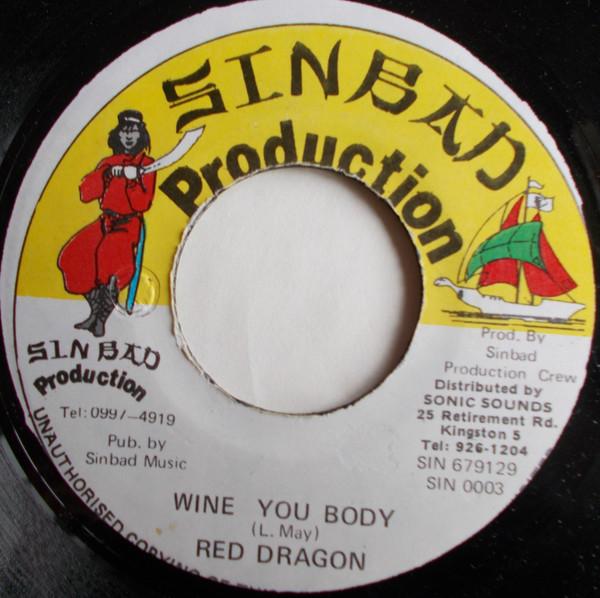 SINBAD
Production
SINBAD
Production
Tel: 0997-4919
Pub. by
Sinbad Music
Prod. By
Sinbad
Production Crew
Distributed by
SONIC SOUNDS
25 Retirement Rd.
Kingston 5
Tel: 926-1204
SIN 679129
SIN 0003
WINE YOU BODY
(L. May)
RED DRAGON
UNAUTHORISED COPYING OF